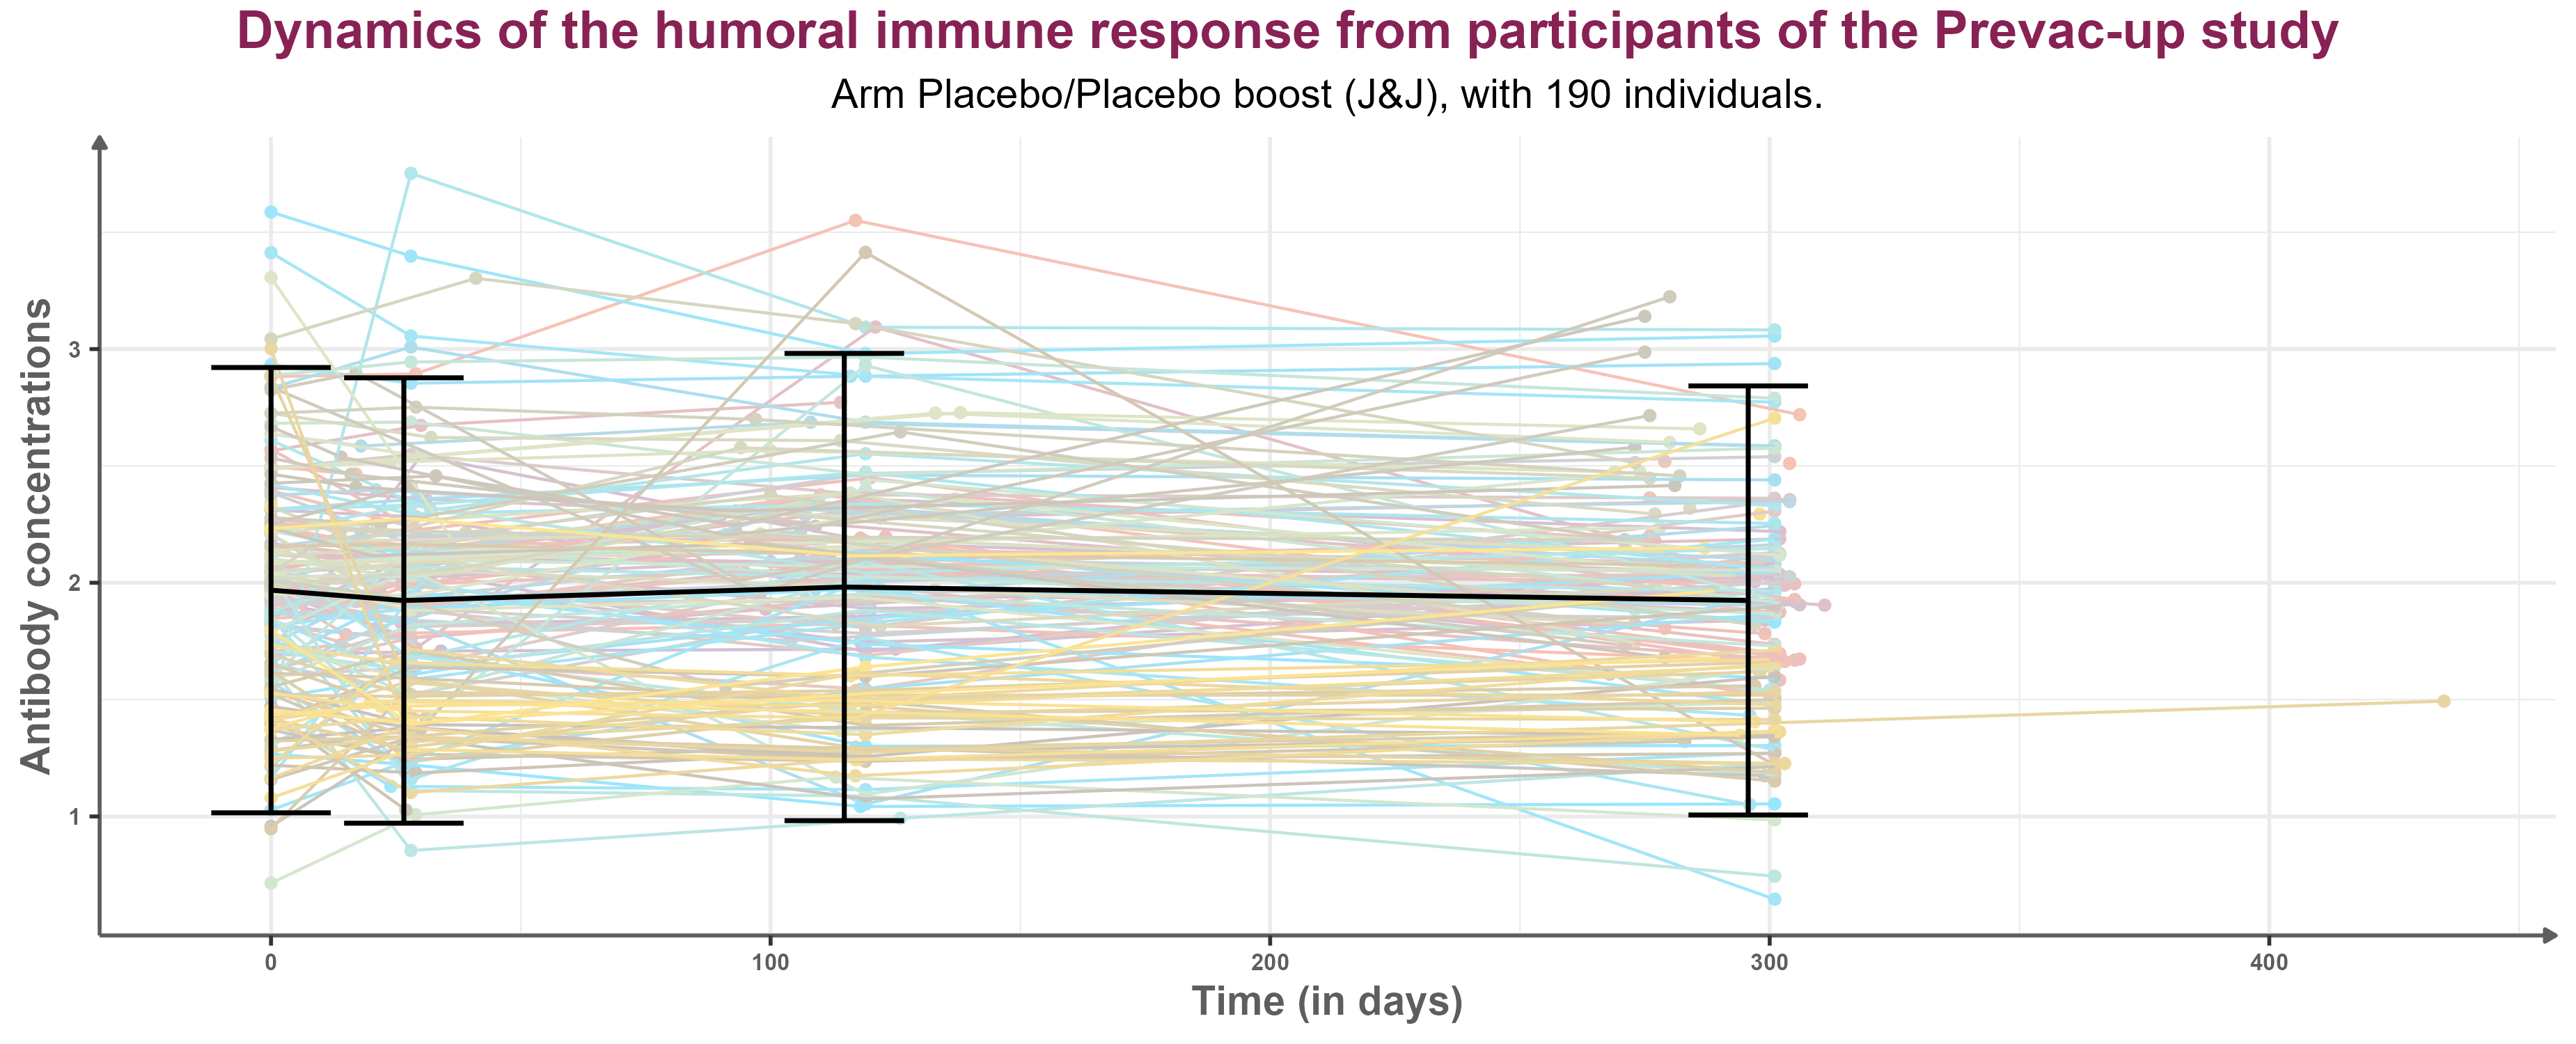 Dynamics of the humoral immune response from participants of the Prevac-up study
Arm Placebo/Placebo boost (J&J), with 190 individuals.
Antibody concentrations
3
2
1
0 100 200 300 400
Time (in days)